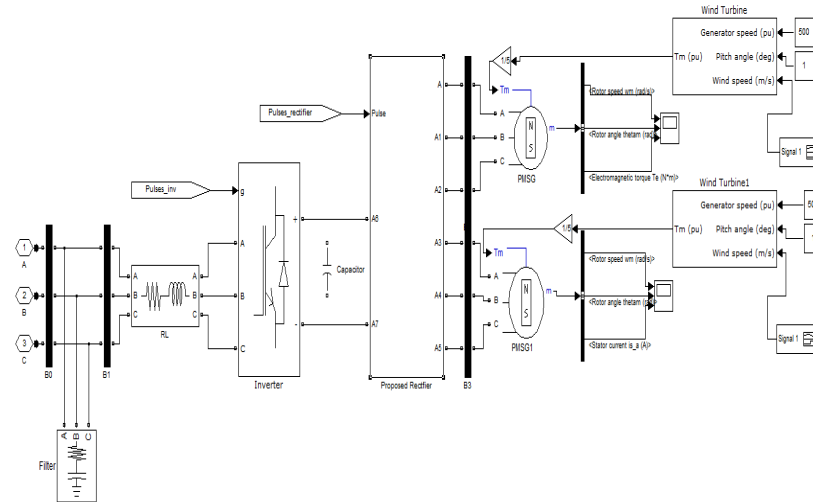 Wind Turbine
Generator speed (pu)
Tm (pu)
Pitch angle (deg)
Wind speed (m/s)
500
1
Signal 1
1/5
Tm
A
B
C
N
S
m
PMSG
<Rotor speed wm (rad/s)>
<Rotor angle thetam (rad
<Electromagnetic torque Te (N*m)>
Wind Turbine1
Generator speed (pu)
Tm (pu)
Pitch angle (deg)
Wind speed (m/s)
Signal 1
1/5
Tm
A
B
C
N
S
m
PMSG1
<Rotor speed wm (rad/s)>
<Rotor angle thetam (rad
<Stator current is_a (A)>
Pulses_rectifier
Pulse
A
A1
A2
A3
A4
A5
A6
A7
Proposed Rectfier
B3
Pulses_inv
g
A
B
C
+
-
Inverter
Capacitor
1
A
2
B
3
C
B0
B1
A
B
C
A
B
C
RL
A
B
C
Filter